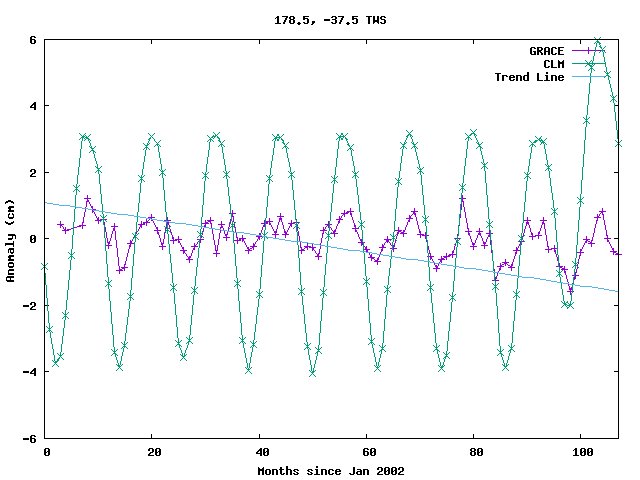 178.5, -37.5 TWS
GRACE
CLM
Trend Line
6
4
2
0
-2
-4
-6
Anomaly (cm)
0 20 40 60 80 100
Months since Jan 2002